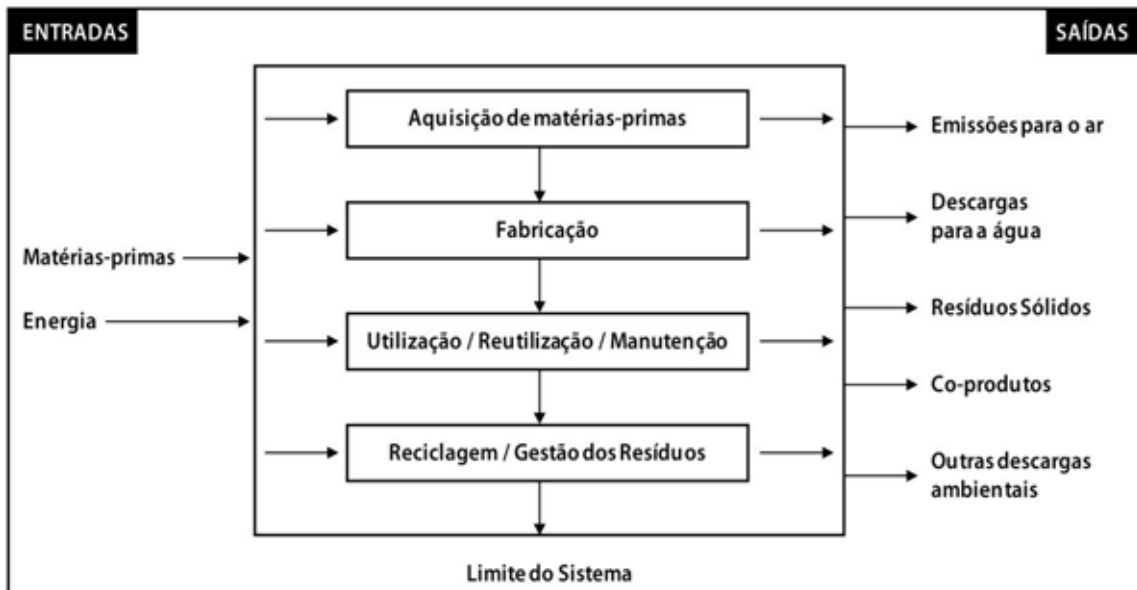 ENTRADAS
SAÍDAS
Aquisição de matérias-primas
Emissões para o ar
Fabricação
Descargas
para a água
Matérias-primas
Energia
Resíduos Sólidos
Utilização / Reutilização / Manutenção
Co-produtos
Reciclagem / Gestão dos Resíduos
Outras descargas
ambientais
Limite do Sistema